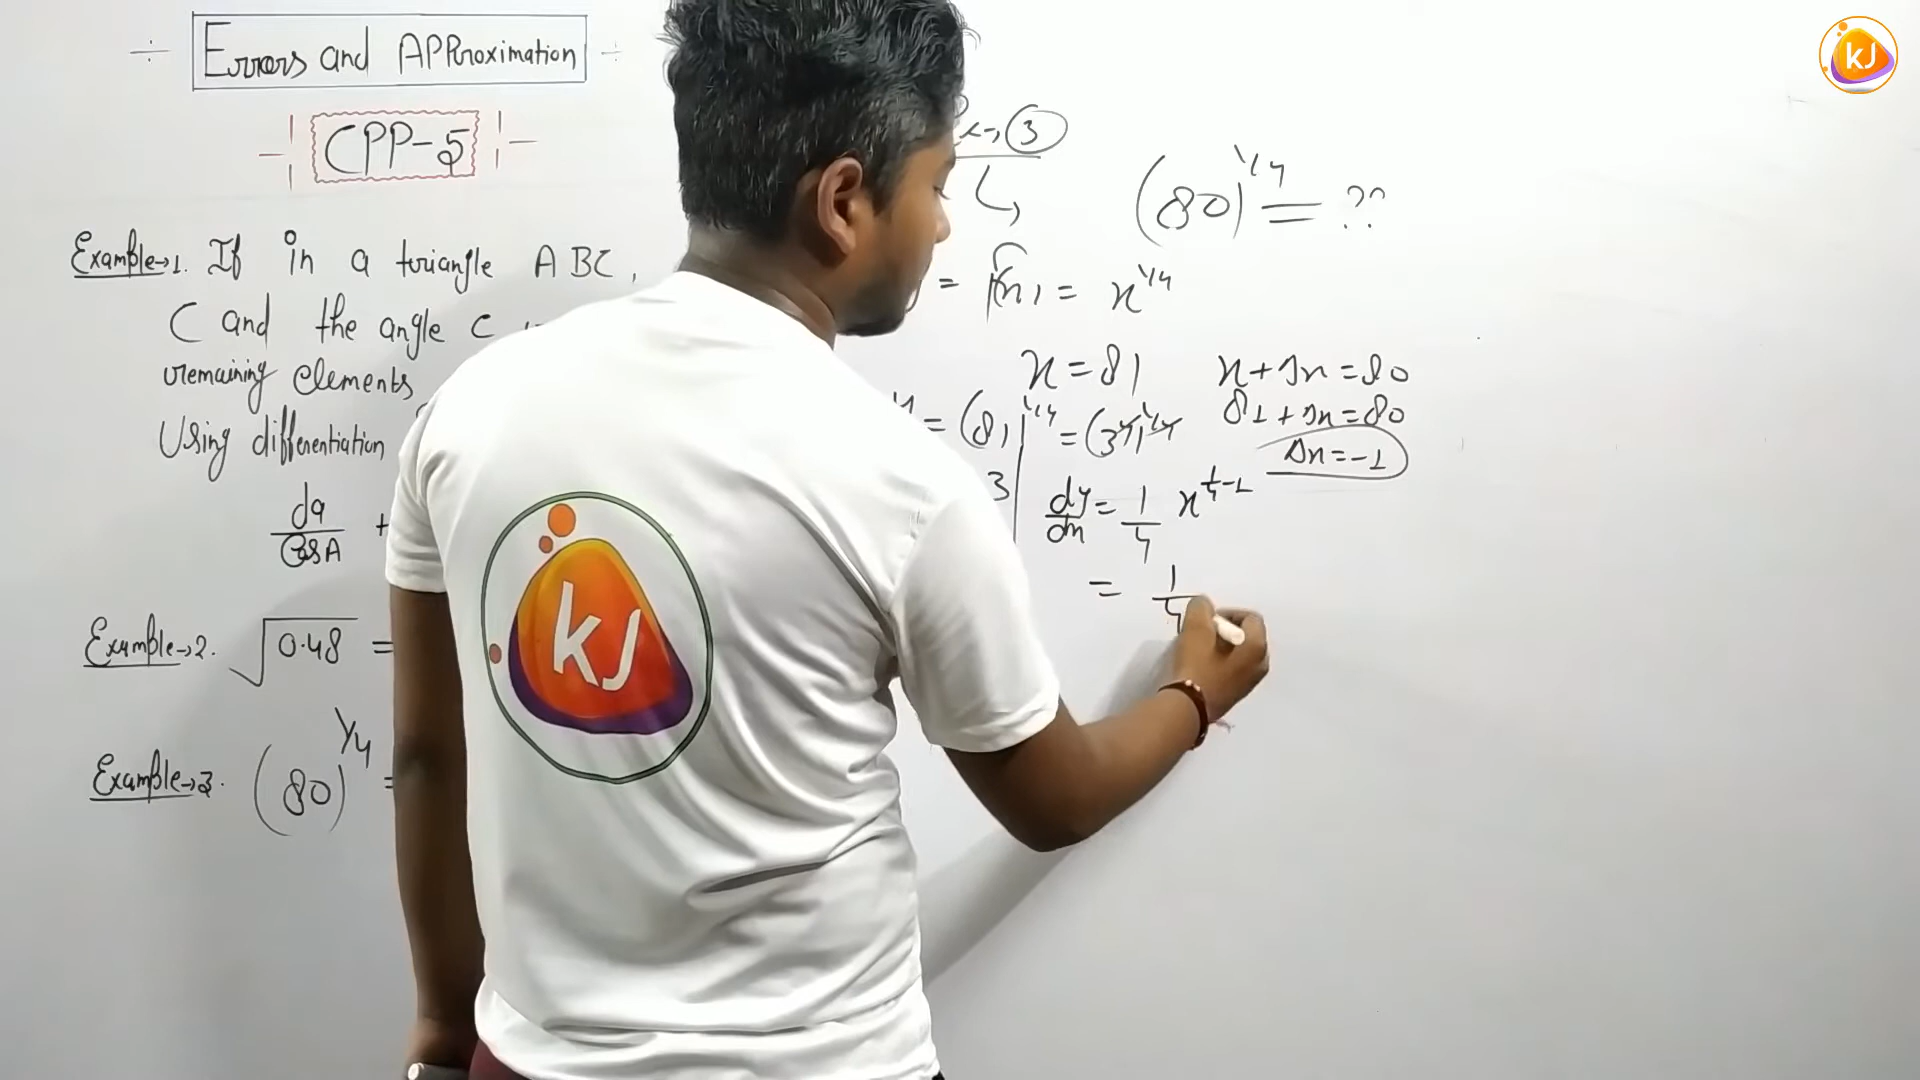 ÷ Errors and APProximation ÷
CPP-5
Example→1. If in a triangle ABC,
C and the angle C
remaining elements
Using differentiation
da/CosA +
Example→2. √0.48 =
Example→3. (80)^1/4 =
3
(80)^1/4 = ??
= f(x) = x^1/4
x = 81
x + Δx = 80
= (81)^1/4 = (3^4)^1/4
81 + Δx = 80
Δx = -1
3
dy/dx = 1/4 x^1/4-1
= 1/4
KJ
KJ